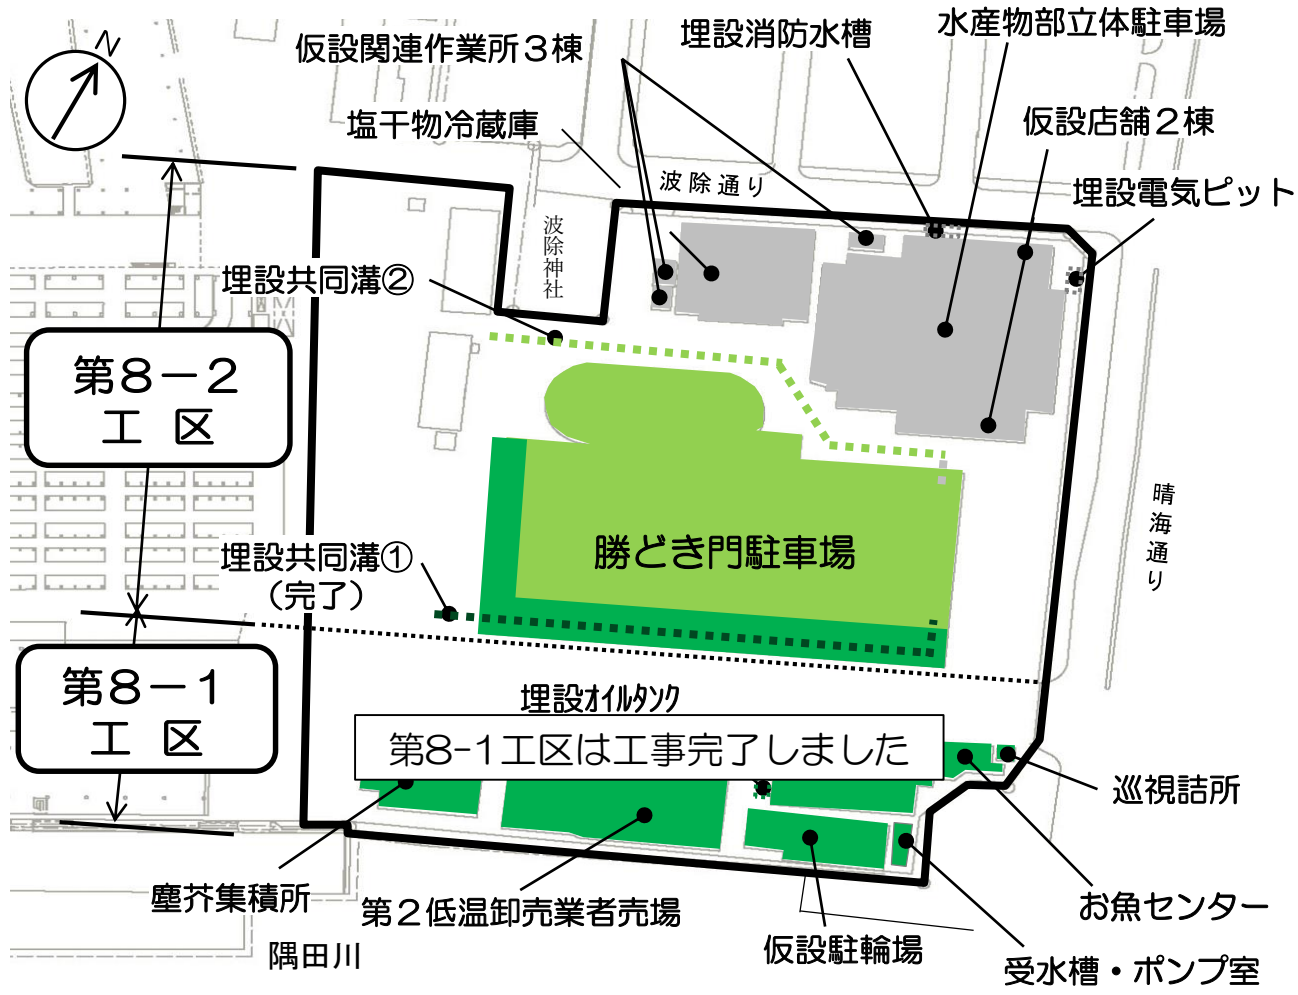 N
仮設関連作業所3棟
埋設消防水槽
水産物部立体駐車場
塩干物冷蔵庫
仮設店舗2棟
波除通り
埋設電気ピット
波除神社
埋設共同溝②
第8−2
工 区
晴海通り
勝どき門駐車場
埋設共同溝①
(完了)
第8−1
工 区
埋設ｵｲﾙﾀﾝｸ
第8-1工区は工事完了しました
巡視詰所
塵芥集積所
第2低温卸売業者売場
お魚センター
仮設駐輪場
隅田川
受水槽・ポンプ室